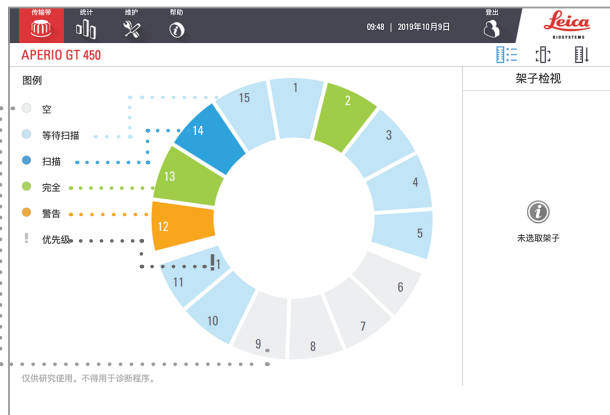 传输带 统计 维护 帮助 09:48 | 2019年10月9日 登出 Leica
BIOSYSTEMS
APERIO GT 450
图例
架子检视
空
等待扫描
扫描
完全
警告
优先级
1
2
3
4
5
6
7
8
9
10
11
!1
12
13
14
15
未选取架子
仅供研究使用。不得用于诊断程序。